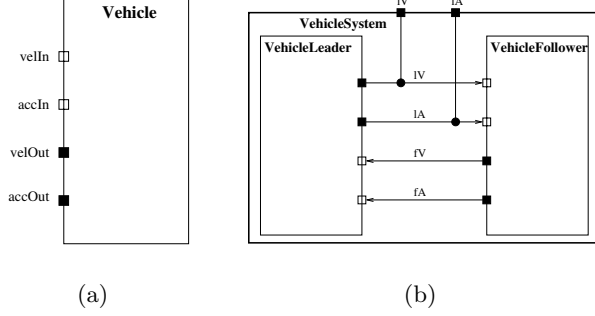 Vehicle
velIn
accIn
velOut
accOut
(a)
lV
lA
VehicleSystem
VehicleLeader
VehicleFollower
lV
lA
fV
fA
(b)